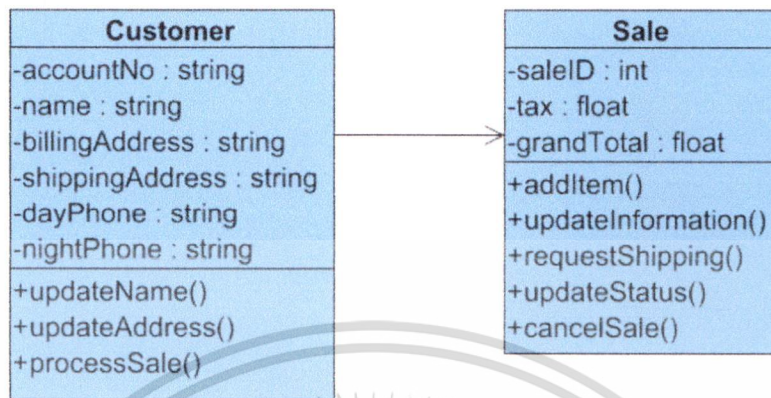 Customer
-accountNo : string
-name : string
-billingAddress : string
-shippingAddress : string
-dayPhone : string
-nightPhone : string
+updateName()
+updateAddress()
+processSale()
Sale
-saleID : int
-tax : float
-grandTotal : float
+addItem()
+updateInformation()
+requestShipping()
+updateStatus()
+cancelSale()